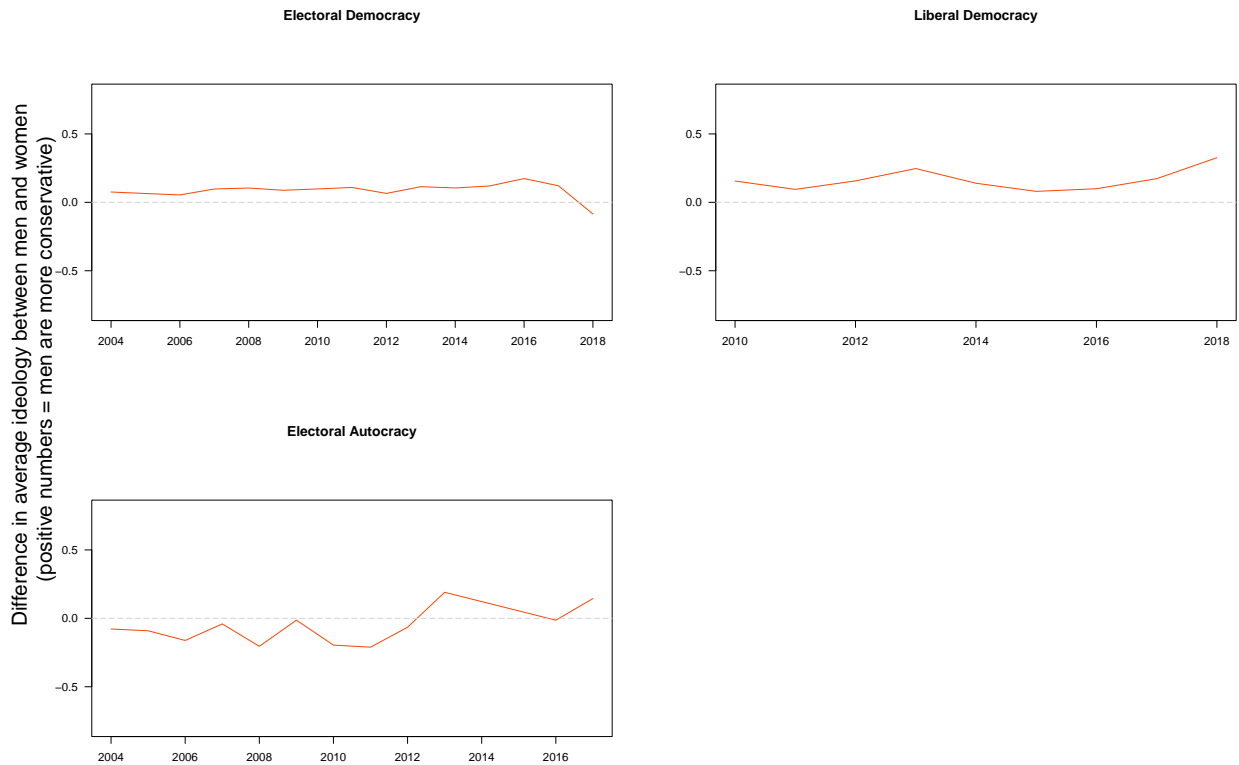 Electoral Democracy
Liberal Democracy
Difference in average ideology between men and women
(positive numbers = men are more conservative)
0.5
0.0
−0.5
2004 2006 2008 2010 2012 2014 2016 2018
0.5
0.0
−0.5
2010 2012 2014 2016 2018
Electoral Autocracy
0.5
0.0
−0.5
2004 2006 2008 2010 2012 2014 2016